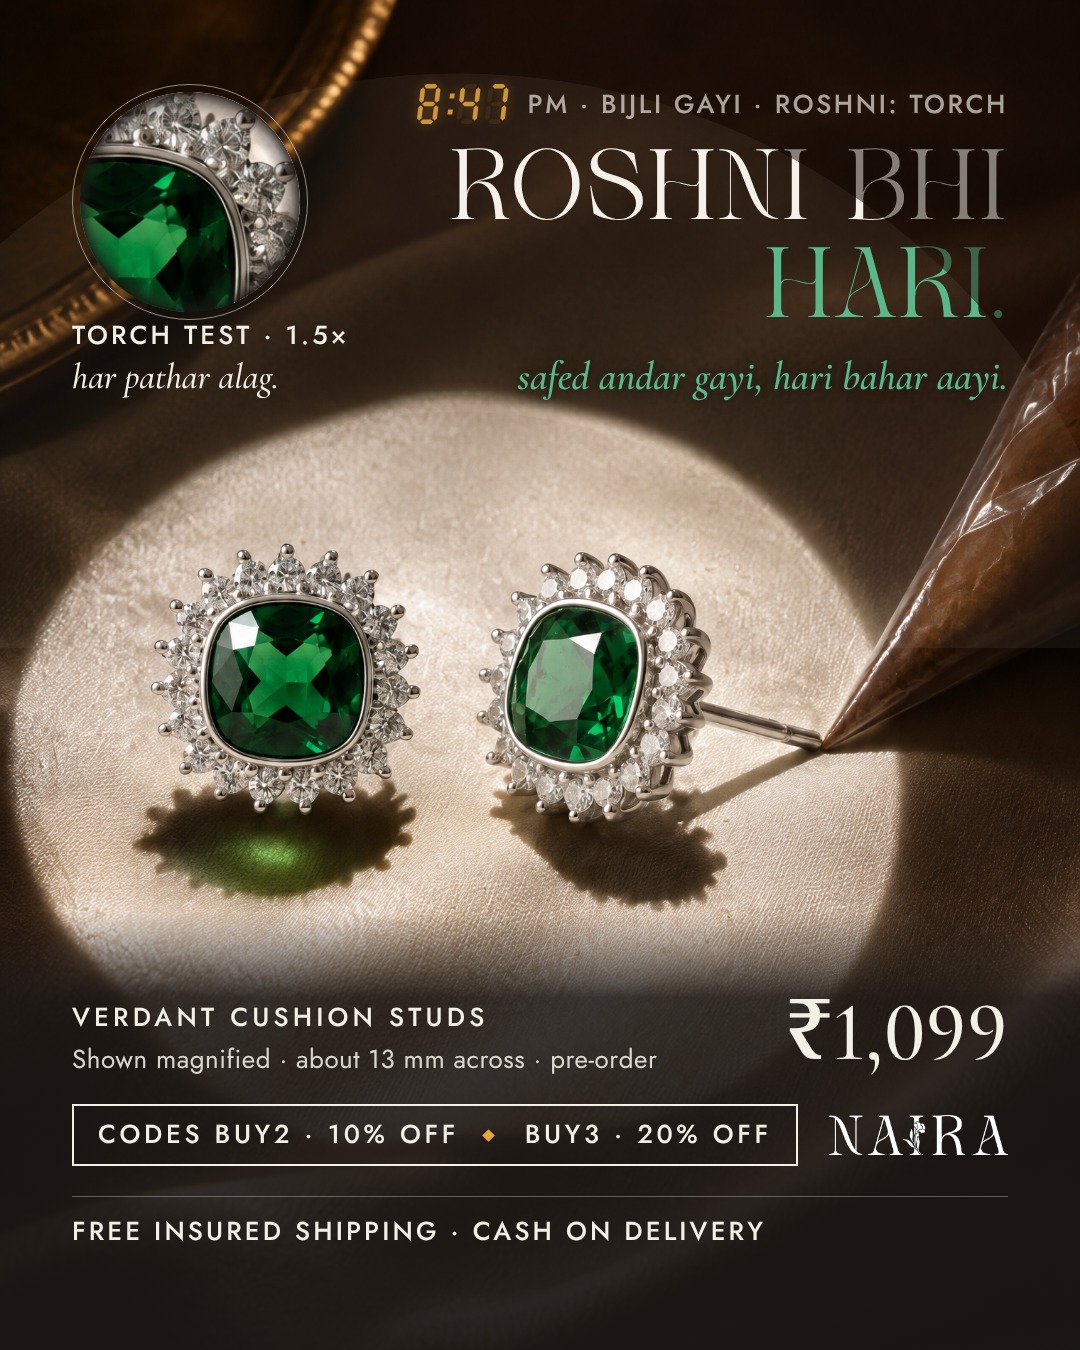 8:47 PM · BIJLI GAYI · ROSHNI: TORCH
ROSHNI BHI
HARI.
safed andar gayi, hari bahar aayi.
TORCH TEST · 1.5×
har pathar alag.
VERDANT CUSHION STUDS
Shown magnified · about 13 mm across · pre-order
₹1,099
CODES BUY2 · 10% OFF ◆ BUY3 · 20% OFF
NAIRA
FREE INSURED SHIPPING · CASH ON DELIVERY